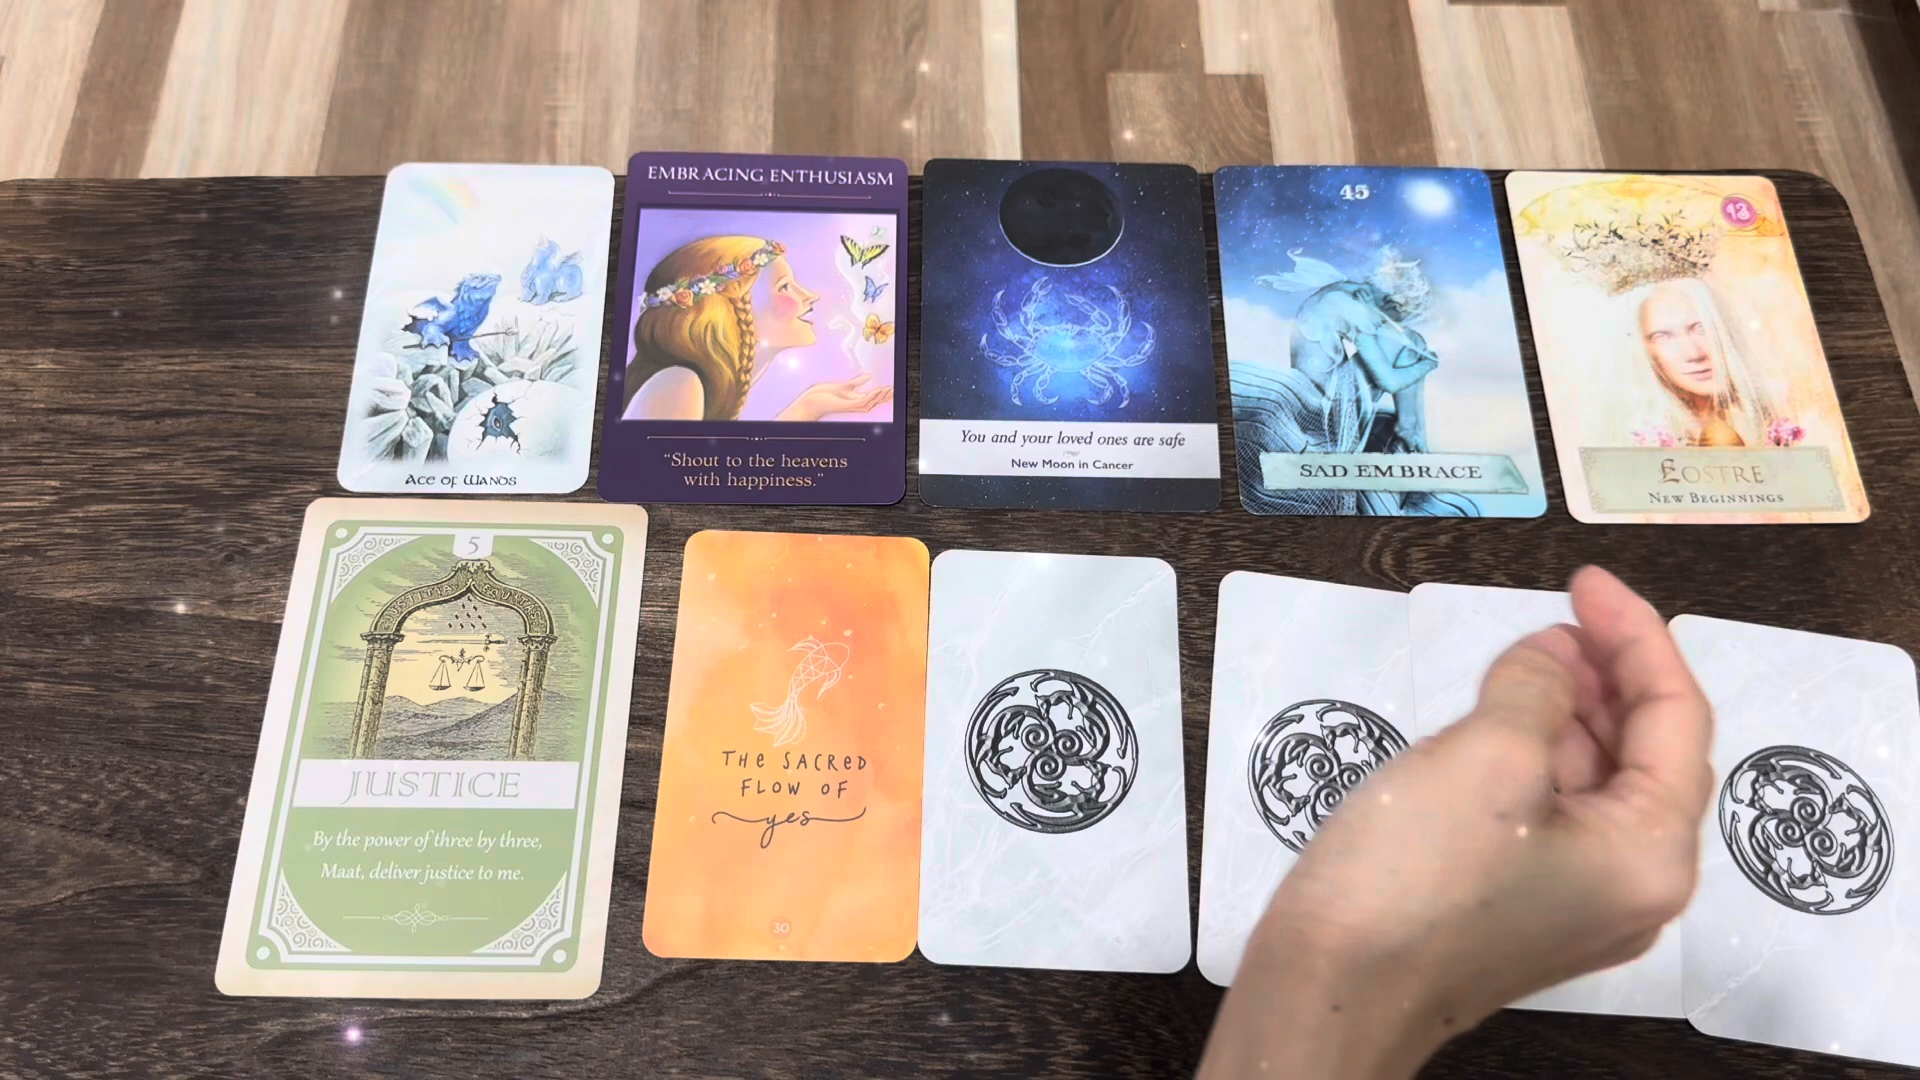 ACE OF WANDS
EMBRACING ENTHUSIASM
"Shout to the heavens
with happiness."
You and your loved ones are safe
New Moon in Cancer
45
SAD EMBRACE
13
EOSTRE
NEW BEGINNINGS
5
JUSTITIA
JUSTICE
By the power of three by three,
Maat, deliver justice to me.
THE SACRED
FLOW OF
yes
30